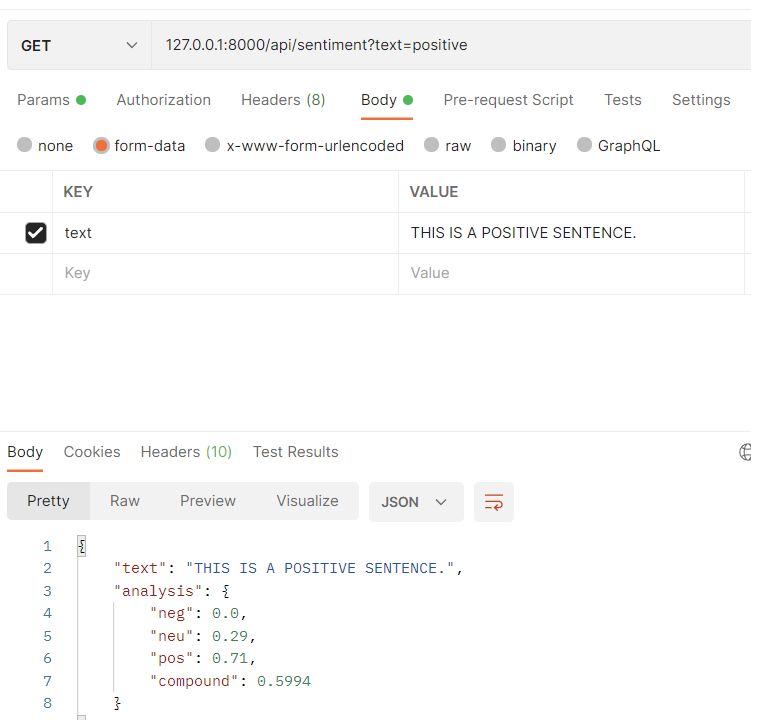 GET 127.0.0.1:8000/api/sentiment?text=positive
Params Authorization Headers (8) Body Pre-request Script Tests Settings
none form-data x-www-form-urlencoded raw binary GraphQL
KEY VALUE
text THIS IS A POSITIVE SENTENCE.
Key Value
Body Cookies Headers (10) Test Results
Pretty Raw Preview Visualize JSON
1 {
2 "text": "THIS IS A POSITIVE SENTENCE.",
3 "analysis": {
4 "neg": 0.0,
5 "neu": 0.29,
6 "pos": 0.71,
7 "compound": 0.5994
8 }